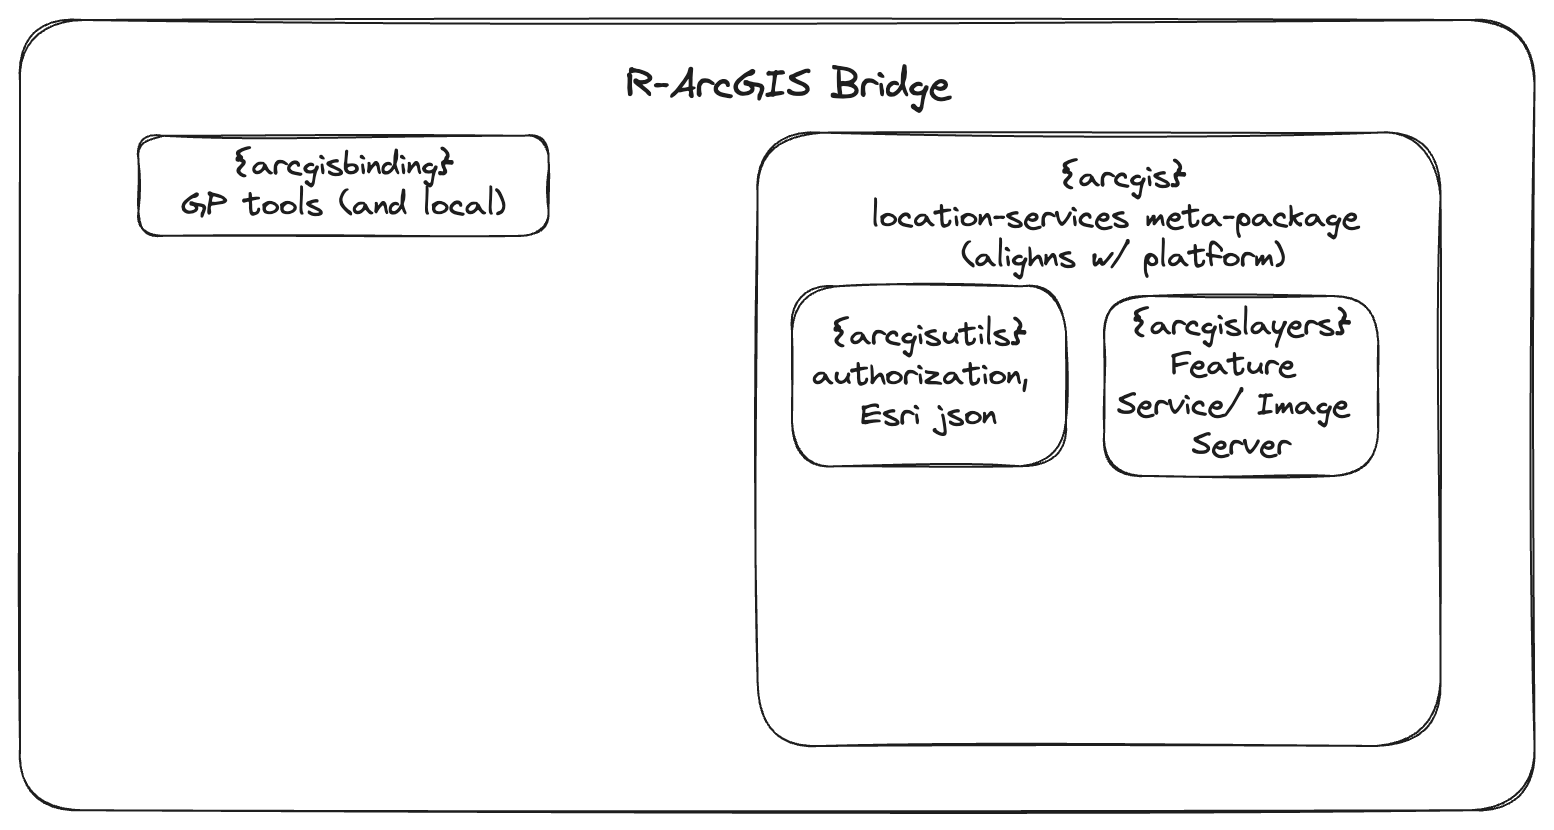 R-ArcGIS Bridge
{arcgisbinding}
GP tools (and local)
{arcgis}
location-services meta-package
(alighns w/ platform)
{arcgisutils}
authorization,
Esri json
{arcgislayers}
Feature
Service/ Image
Server